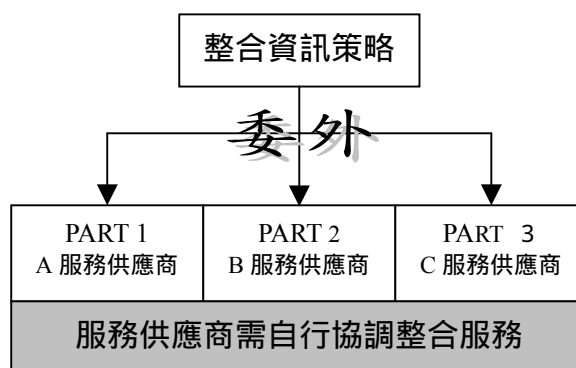 整合資訊策略
委外
PART 1
A 服務供應商
PART 2
B 服務供應商
PART 3
C 服務供應商
服務供應商需自行協調整合服務